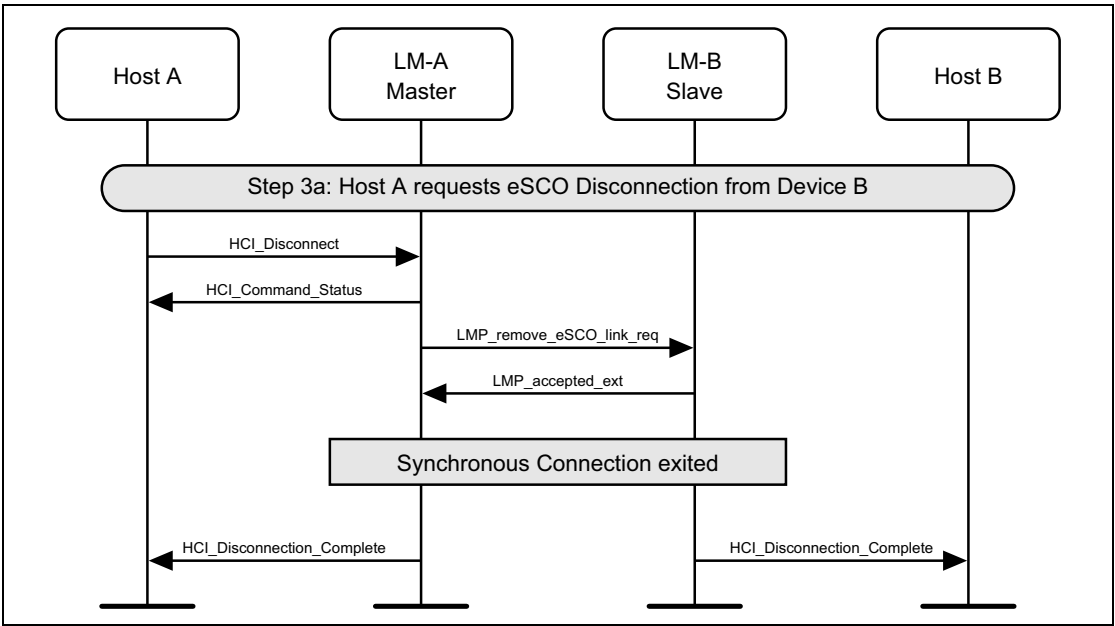 Host A
LM-A
Master
LM-B
Slave
Host B
Step 3a: Host A requests eSCO Disconnection from Device B
HCI_Disconnect
HCI_Command_Status
LMP_remove_eSCO_link_req
LMP_accepted_ext
Synchronous Connection exited
HCI_Disconnection_Complete
HCI_Disconnection_Complete